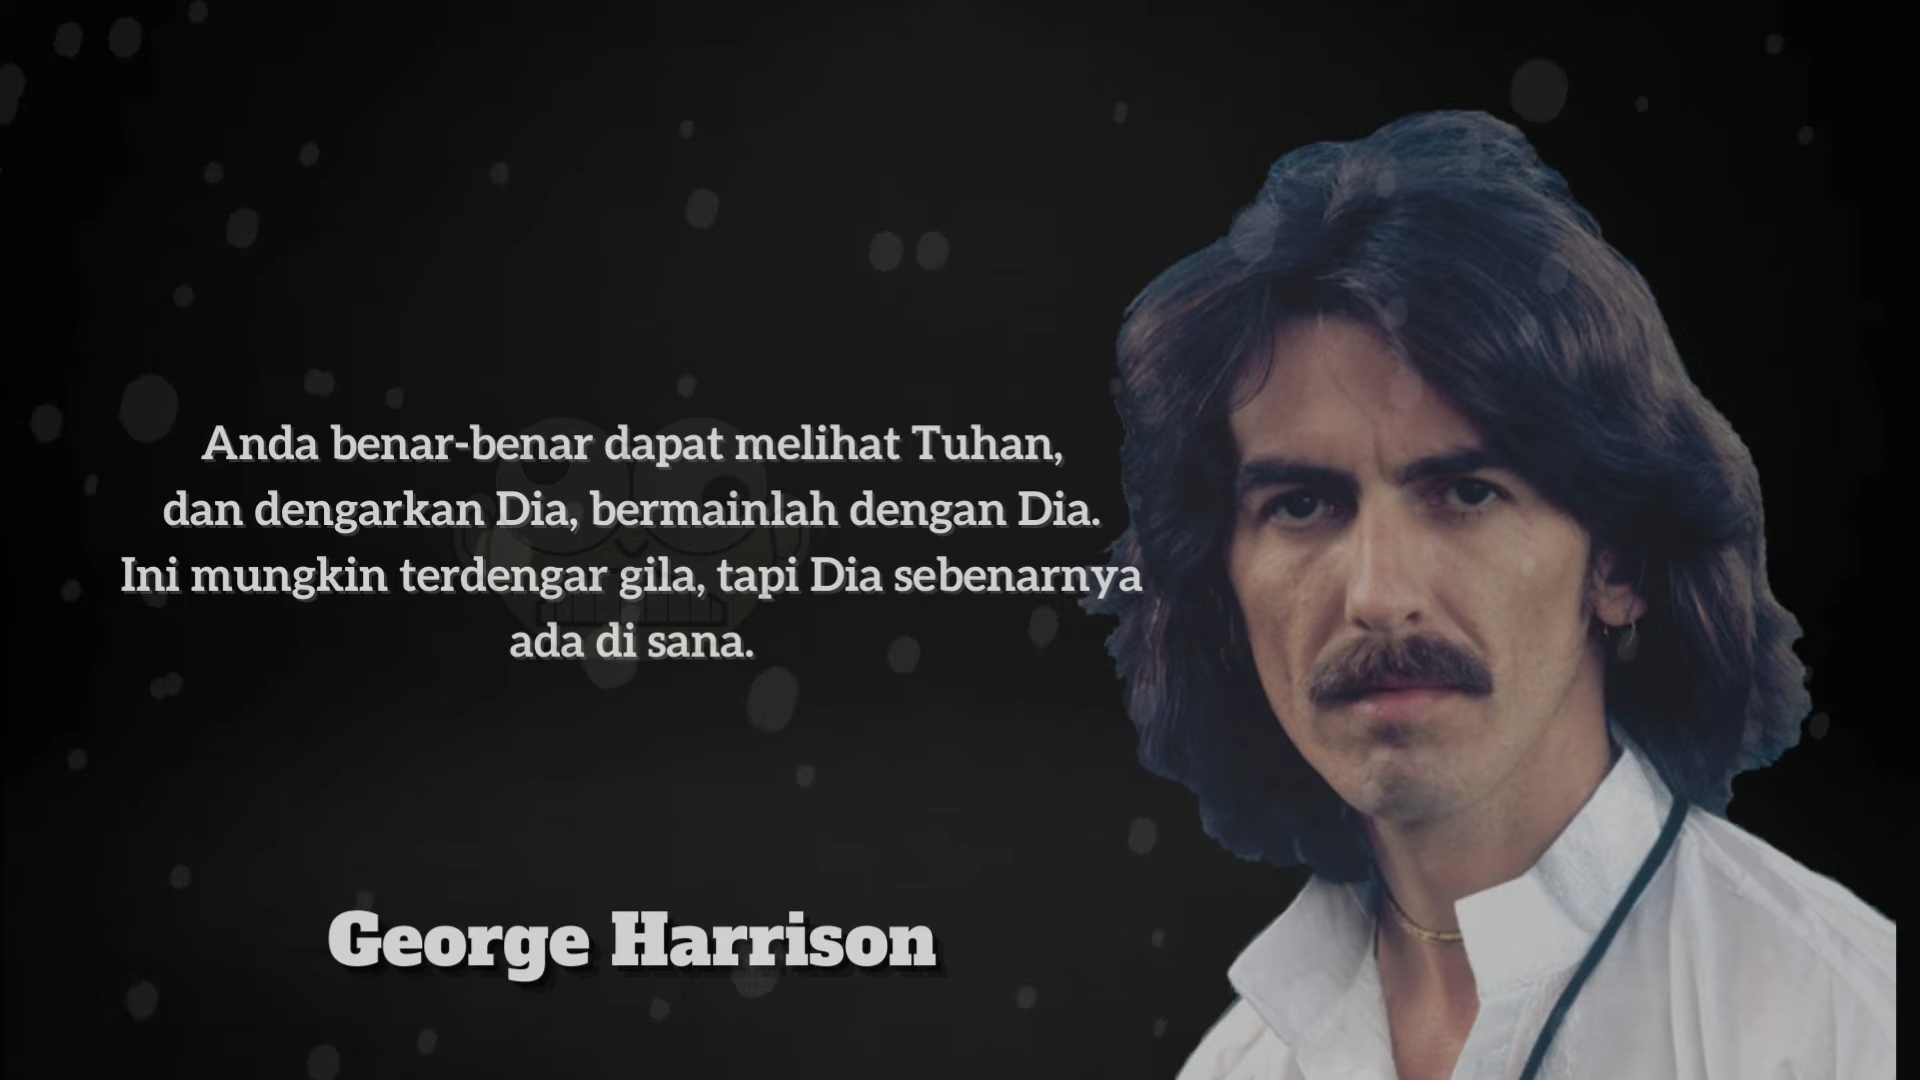 Anda benar-benar dapat melihat Tuhan,
dan dengarkan Dia, bermainlah dengan Dia.
Ini mungkin terdengar gila, tapi Dia sebenarnya
ada di sana.
George Harrison